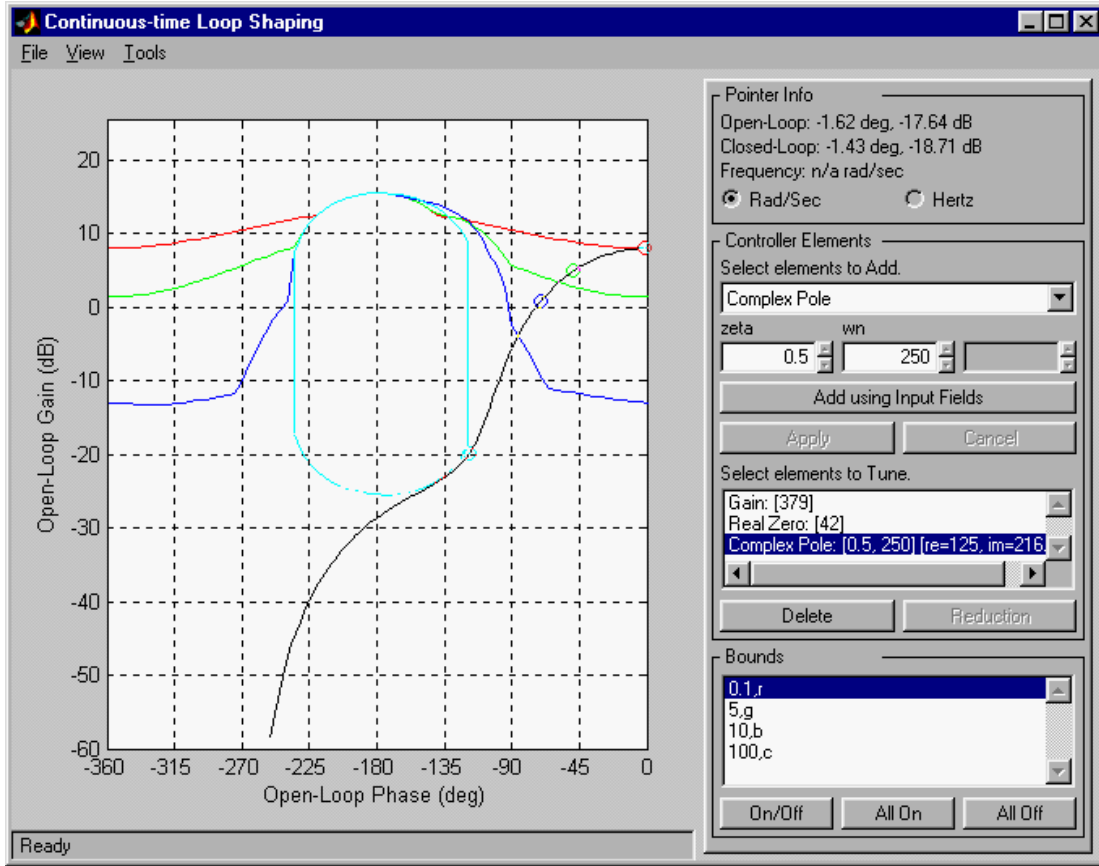 Continuous-time Loop Shaping
File View Tools
20
10
0
-10
-20
-30
-40
-50
-60
Open-Loop Gain (dB)
-360 -315 -270 -225 -180 -135 -90 -45 0
Open-Loop Phase (deg)
Ready
Pointer Info
Open-Loop: -1.62 deg, -17.64 dB
Closed-Loop: -1.43 deg, -18.71 dB
Frequency: n/a rad/sec
Rad/Sec Hertz
Controller Elements
Select elements to Add.
Complex Pole
zeta wn
0.5 250
Add using Input Fields
Apply Cancel
Select elements to Tune.
Gain: [379]
Real Zero: [42]
Complex Pole: [0.5, 250] [re=125, im=216.
Delete Reduction
Bounds
0.1,r
5,g
10,b
100,c
On/Off All On All Off